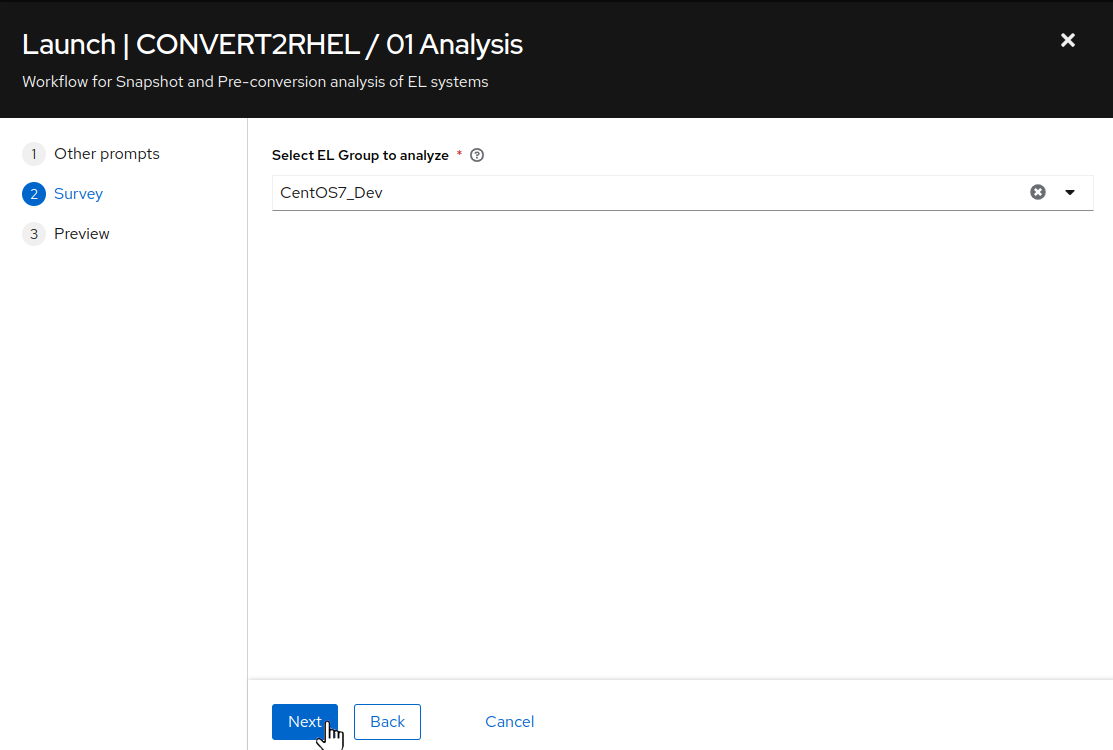 Launch | CONVERT2RHEL / 01 Analysis
Workflow for Snapshot and Pre-conversion analysis of EL systems
1 Other prompts
2 Survey
3 Preview
Select EL Group to analyze *
CentOS7_Dev
Next Back Cancel